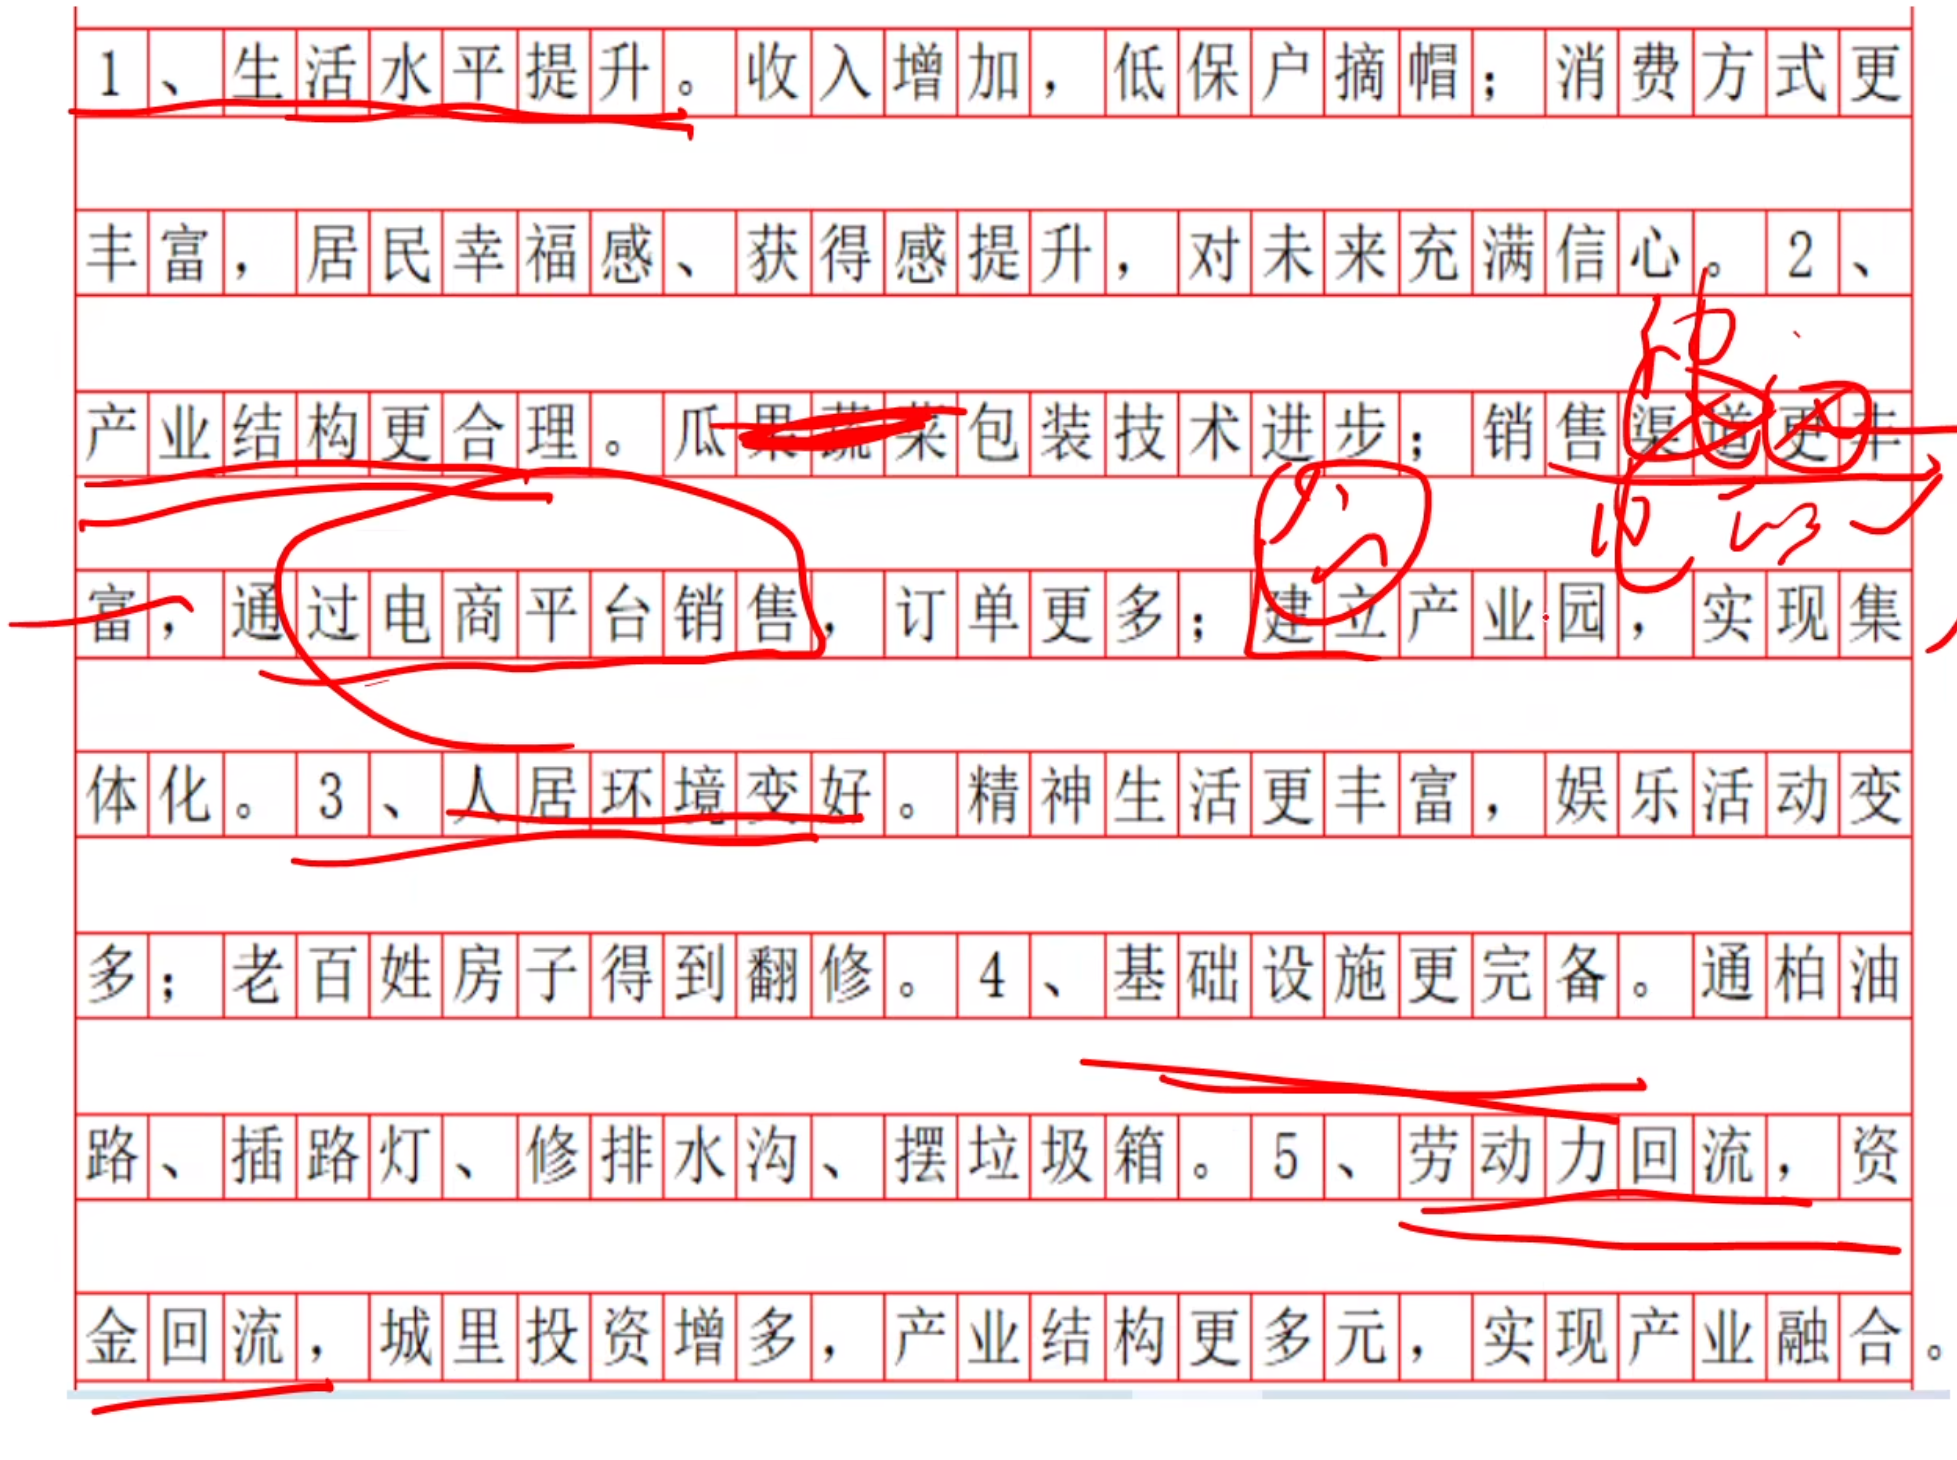 1、生活水平提升。收入增加，低保户摘帽；消费方式更
丰富，居民幸福感、获得感提升，对未来充满信心。2、
产业结构更合理。瓜果蔬菜包装技术进步；销售渠道更丰
富，通过电商平台销售，订单更多；建立产业园，实现集
体化。3、人居环境变好。精神生活更丰富，娱乐活动变
多；老百姓房子得到翻修。4、基础设施更完备。通柏油
路、插路灯、修排水沟、摆垃圾箱。5、劳动力回流，资
金回流，城里投资增多，产业结构更多元，实现产业融合。